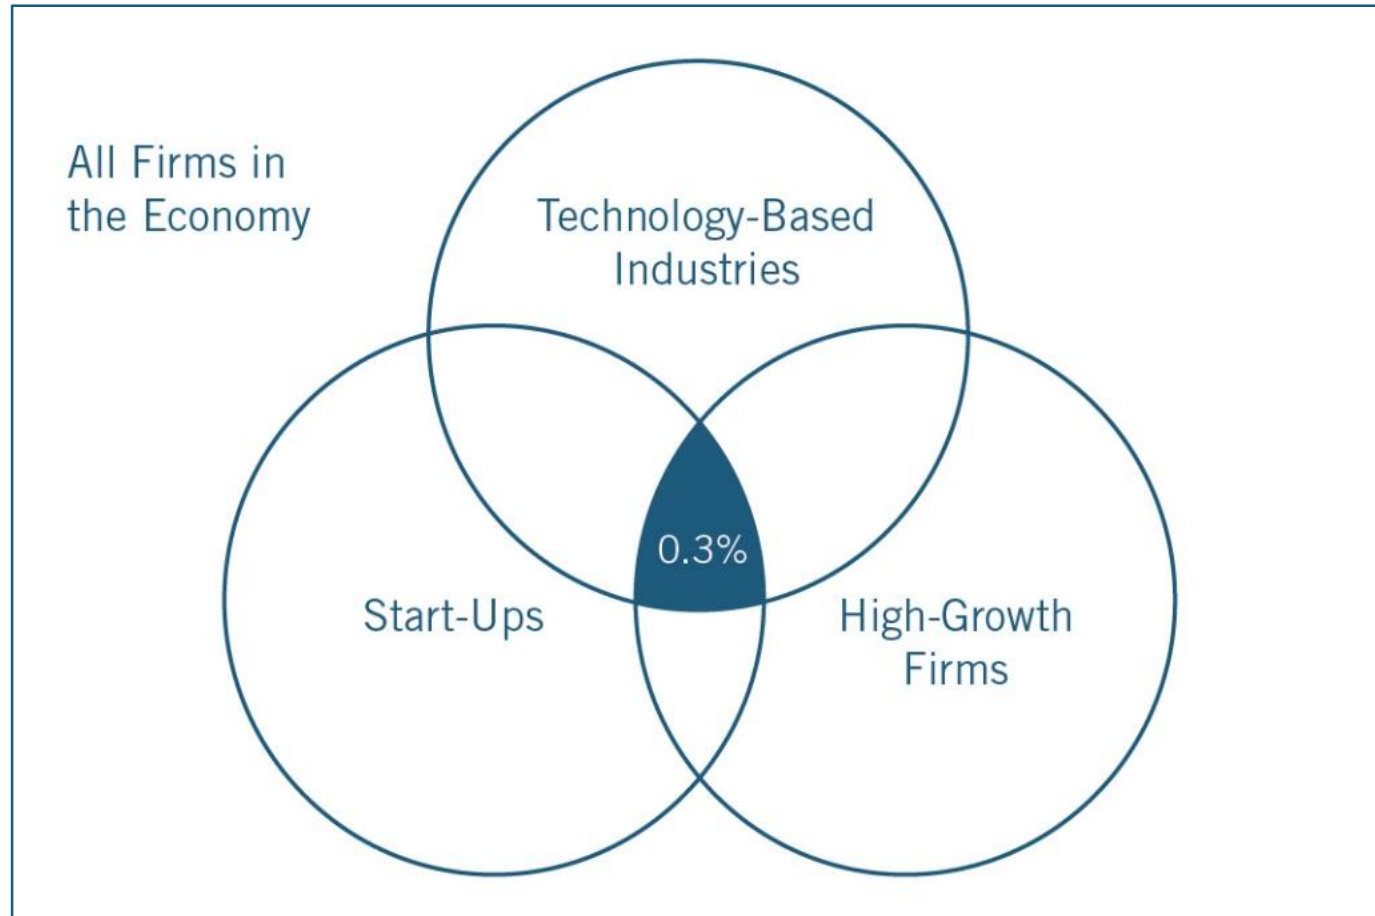 All Firms in
the Economy
Technology-Based
Industries
0.3%
Start-Ups
High-Growth
Firms